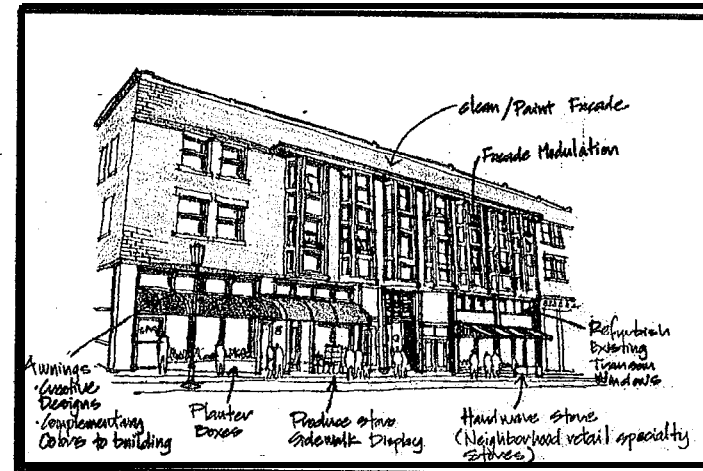 clean/Paint Facade
Facade Modulation
Refurbish
Existing
Transom
Windows
Awnings
• Creative
Designs
• Complementing
Colors to building
Planter
Boxes
Produce store
Sidewalk Display
Hardware store
(Neighborhood retail specialty
stores)